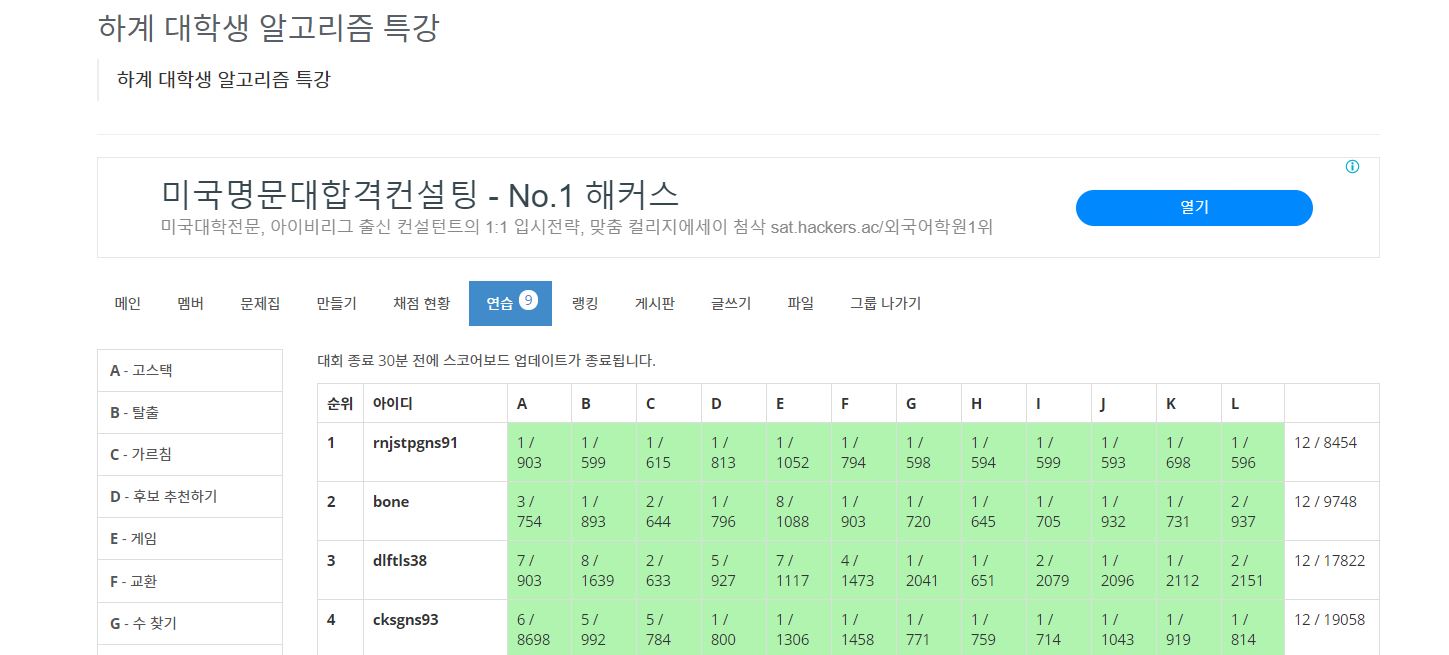 하계 대학생 알고리즘 특강
하계 대학생 알고리즘 특강
미국명문대합격컨설팅 - No.1 해커스
미국대학전문, 아이비리그 출신 컨설턴트의 1:1 입시전략, 맞춤 컬리지에세이 첨삭 sat.hackers.ac/외국어학원1위
열기
메인 멤버 문제집 만들기 채점 현황 연습 9 랭킹 게시판 글쓰기 파일 그룹 나가기
A - 고스택
B - 탈출
C - 가르침
D - 후보 추천하기
E - 게임
F - 교환
G - 수 찾기
대회 종료 30분 전에 스코어보드 업데이트가 종료됩니다.
순위 아이디 A B C D E F G H I J K L
1 rnjstpgns91 1 / 1 / 1 / 1 / 1 / 1 / 1 / 1 / 1 / 1 / 1 / 1 / 12 / 8454
903 599 615 813 1052 794 598 594 599 593 698 596
2 bone 3 / 1 / 2 / 1 / 8 / 1 / 1 / 1 / 1 / 1 / 1 / 2 / 12 / 9748
754 893 644 796 1088 903 720 645 705 932 731 937
3 dlftls38 7 / 8 / 2 / 5 / 7 / 4 / 1 / 1 / 2 / 1 / 1 / 2 / 12 / 17822
903 1639 633 927 1117 1473 2041 651 2079 2096 2112 2151
4 cksgns93 6 / 5 / 5 / 1 / 1 / 1 / 1 / 1 / 1 / 1 / 1 / 1 / 12 / 19058
8698 992 784 800 1306 1458 771 759 714 1043 919 814